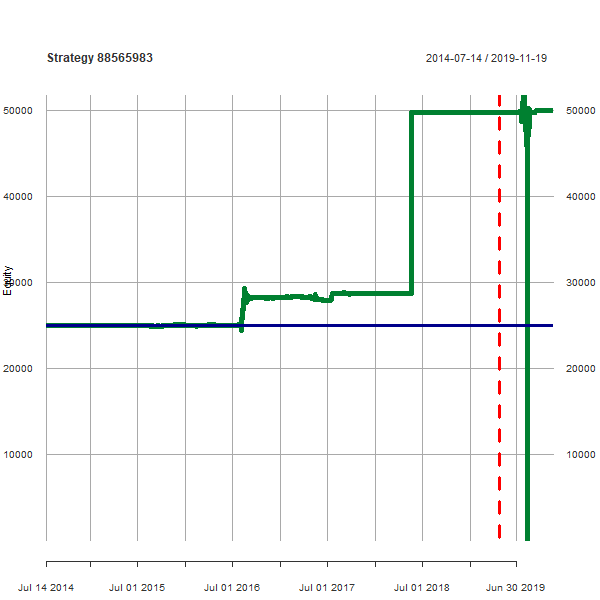 Strategy 88565983
2014-07-14 / 2019-11-19
50000
50000
40000
40000
Equity
30000
30000
20000
20000
10000
10000
Jul 14 2014
Jul 01 2015
Jul 01 2016
Jul 01 2017
Jul 01 2018
Jun 30 2019